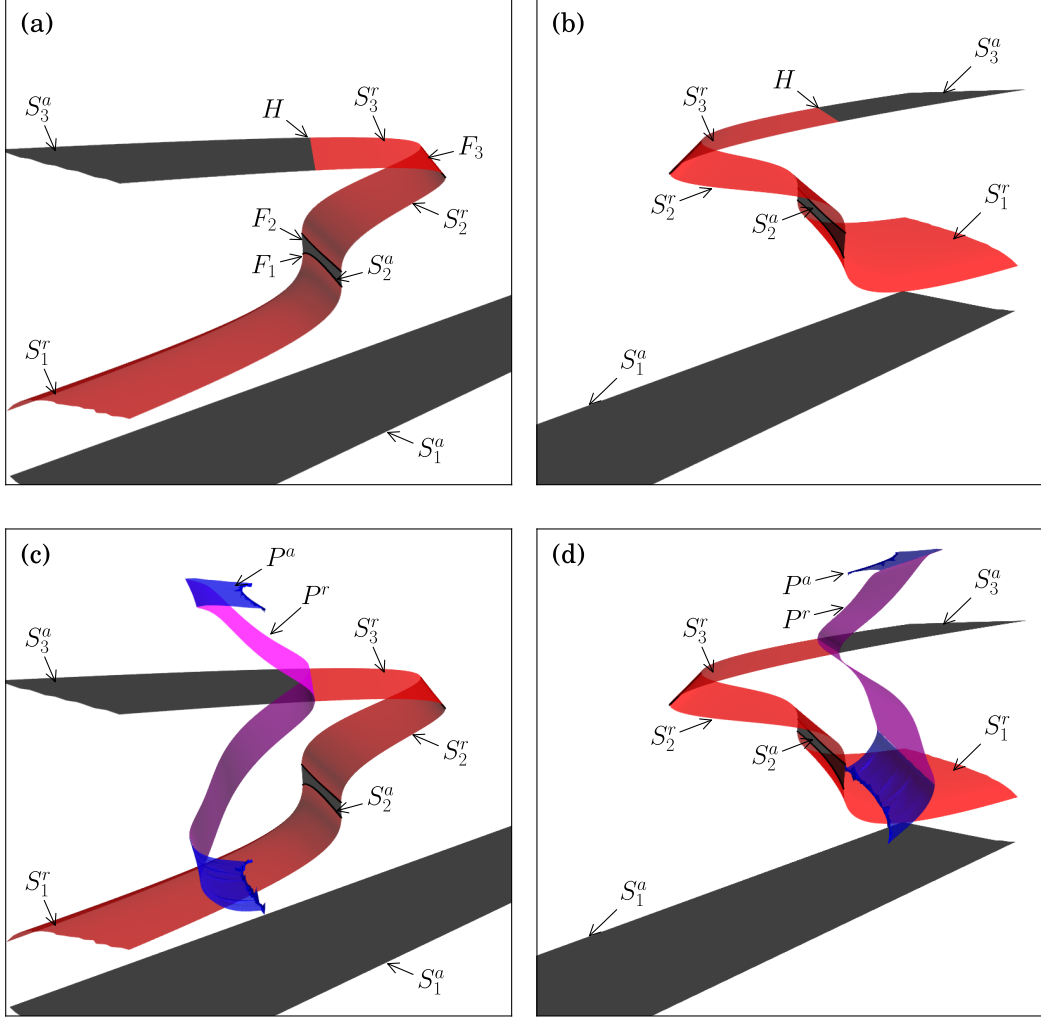 (a)
$S_3^a$
$H$
$S_3^r$
$F_3$
$F_2$
$S_2^r$
$F_1$
$S_2^a$
$S_1^r$
$S_1^a$
(b)
$S_3^a$
$H$
$S_3^r$
$S_2^r$
$S_2^a$
$S_1^r$
$S_1^a$
(c)
$P^a$
$P^r$
$S_3^a$
$S_3^r$
$S_2^r$
$S_2^a$
$S_1^r$
$S_1^a$
(d)
$P^a$
$S_3^a$
$P^r$
$S_3^r$
$S_2^r$
$S_2^a$
$S_1^r$
$S_1^a$